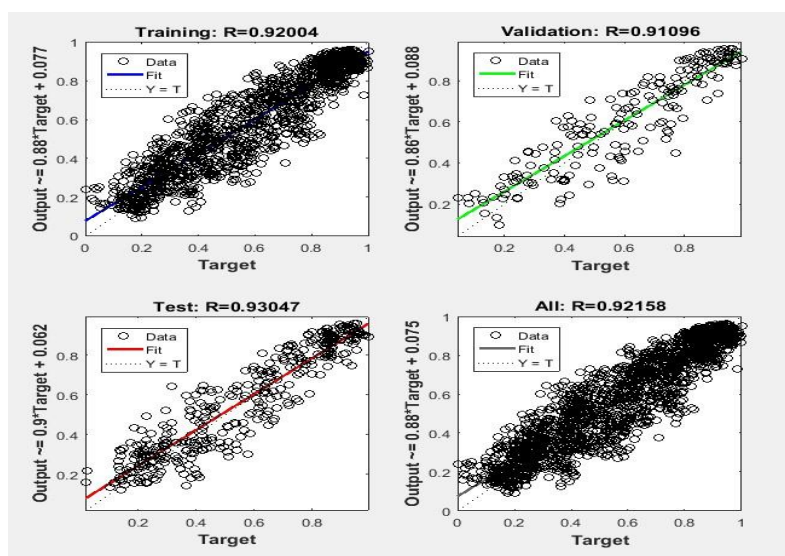 Training: R=0.92004
Output ~= 0.88*Target + 0.077
1
0.8
0.6
0.4
0.2
0
Data
Fit
Y = T
0 0.2 0.4 0.6 0.8 1
Target
Validation: R=0.91096
Output ~= 0.86*Target + 0.088
0.8
0.6
0.4
0.2
Data
Fit
Y = T
0.2 0.4 0.6 0.8
Target
Test: R=0.93047
Output ~= 0.9*Target + 0.062
0.8
0.6
0.4
0.2
Data
Fit
Y = T
0.2 0.4 0.6 0.8
Target
All: R=0.92158
Output ~= 0.88*Target + 0.075
1
0.8
0.6
0.4
0.2
0
Data
Fit
Y = T
0 0.2 0.4 0.6 0.8 1
Target